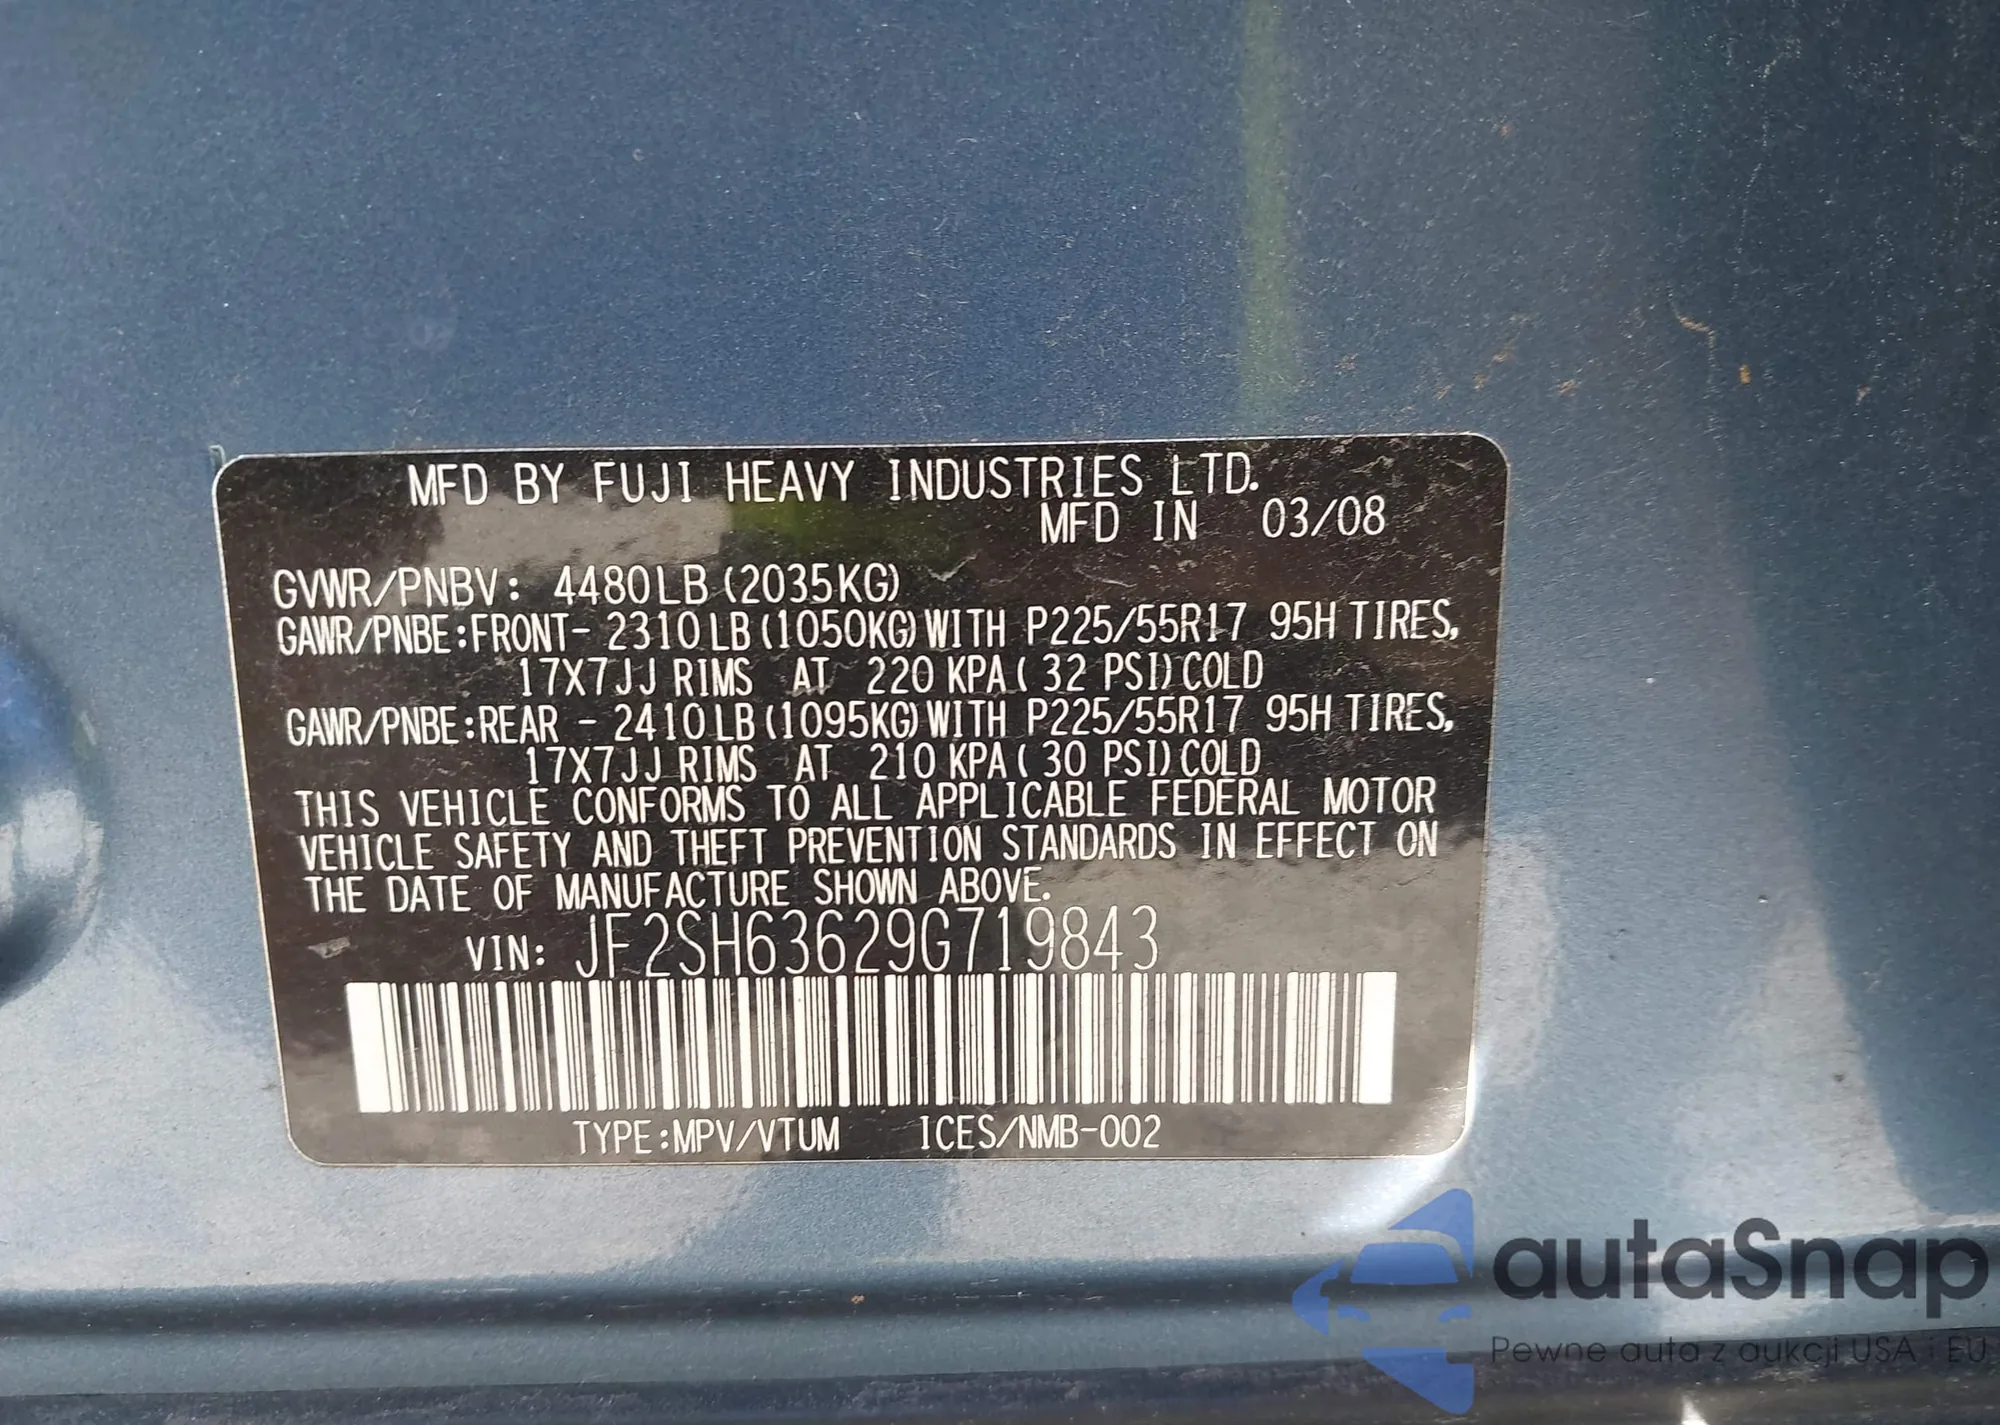 MFD BY FUJI HEAVY INDUSTRIES LTD.
MFD IN 03/08
GVWR/PNBV: 4480LB(2035KG)
GAWR/PNBE:FRONT- 2310LB(1050KG)WITH P225/55R17 95H TIRES,
17X7JJ RIMS AT 220 KPA( 32 PSI)COLD
GAWR/PNBE:REAR - 2410LB(1095KG)WITH P225/55R17 95H TIRES,
17X7JJ RIMS AT 210 KPA( 30 PSI)COLD
THIS VEHICLE CONFORMS TO ALL APPLICABLE FEDERAL MOTOR
VEHICLE SAFETY AND THEFT PREVENTION STANDARDS IN EFFECT ON
THE DATE OF MANUFACTURE SHOWN ABOVE.
VIN: JF2SH63629G719843
TYPE:MPV/VTUM ICES/NMB-002
autaSnap
Pewne auta z aukcji USA i EU